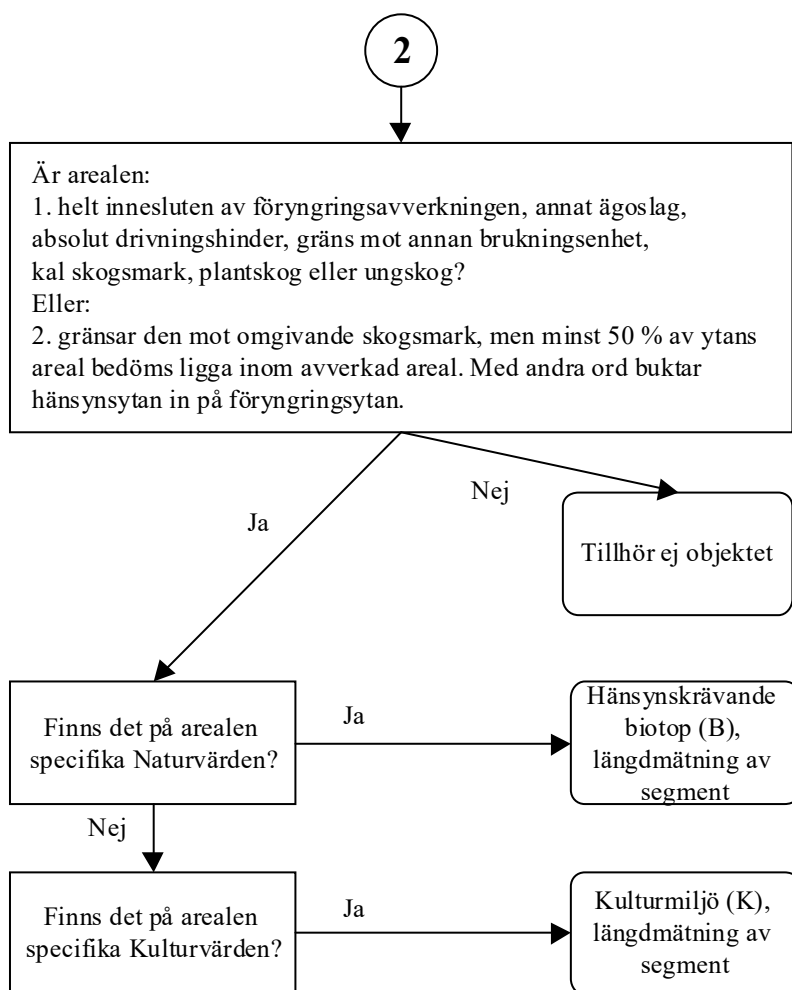 2
Är arealen:
1. helt innesluten av föryngringsavverkningen, annat ägoslag,
absolut drivningshinder, gräns mot annan brukningsenhet,
kal skogsmark, plantskog eller ungskog?
Eller:
2. gränsar den mot omgivande skogsmark, men minst 50 % av ytans
areal bedöms ligga inom avverkad areal. Med andra ord buktar
hänsynsytan in på föryngringsytan.
Nej
Ja
Tillhör ej objektet
Finns det på arealen
specifika Naturvärden?
Ja
Hänsynskrävande
biotop (B),
längdmätning av
segment
Nej
Finns det på arealen
specifika Kulturvärden?
Ja
Kulturmiljö (K),
längdmätning av
segment